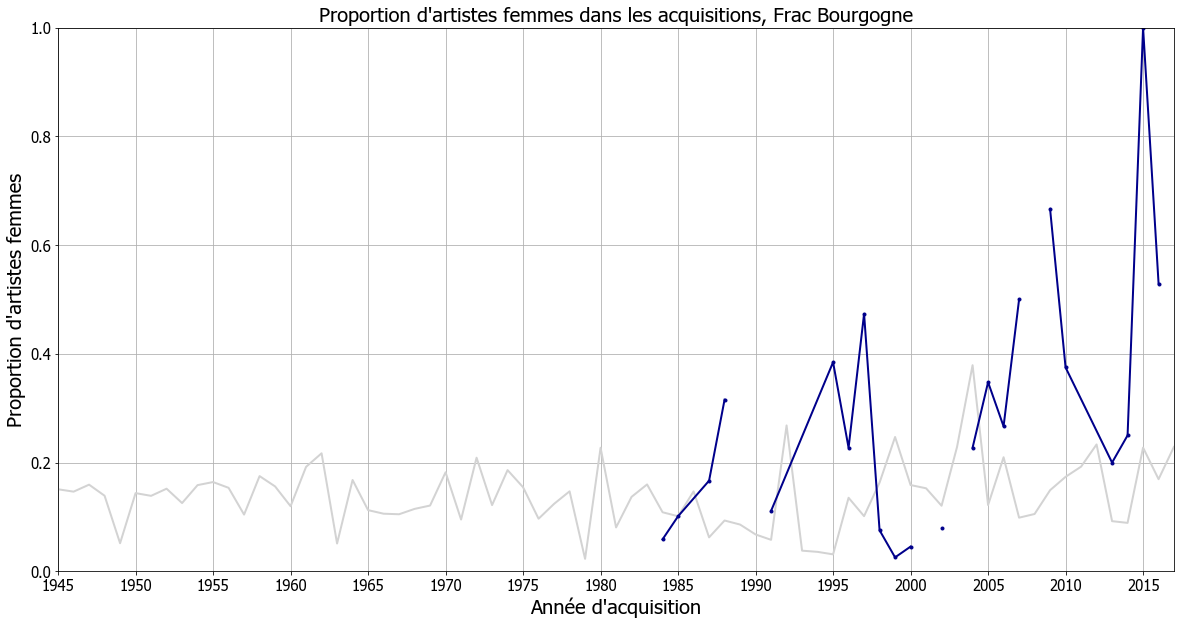 Proportion d'artistes femmes dans les acquisitions, Frac Bourgogne
Proportion d'artistes femmes
1.0
0.8
0.6
0.4
0.2
0.0
1945 1950 1955 1960 1965 1970 1975 1980 1985 1990 1995 2000 2005 2010 2015
Année d'acquisition